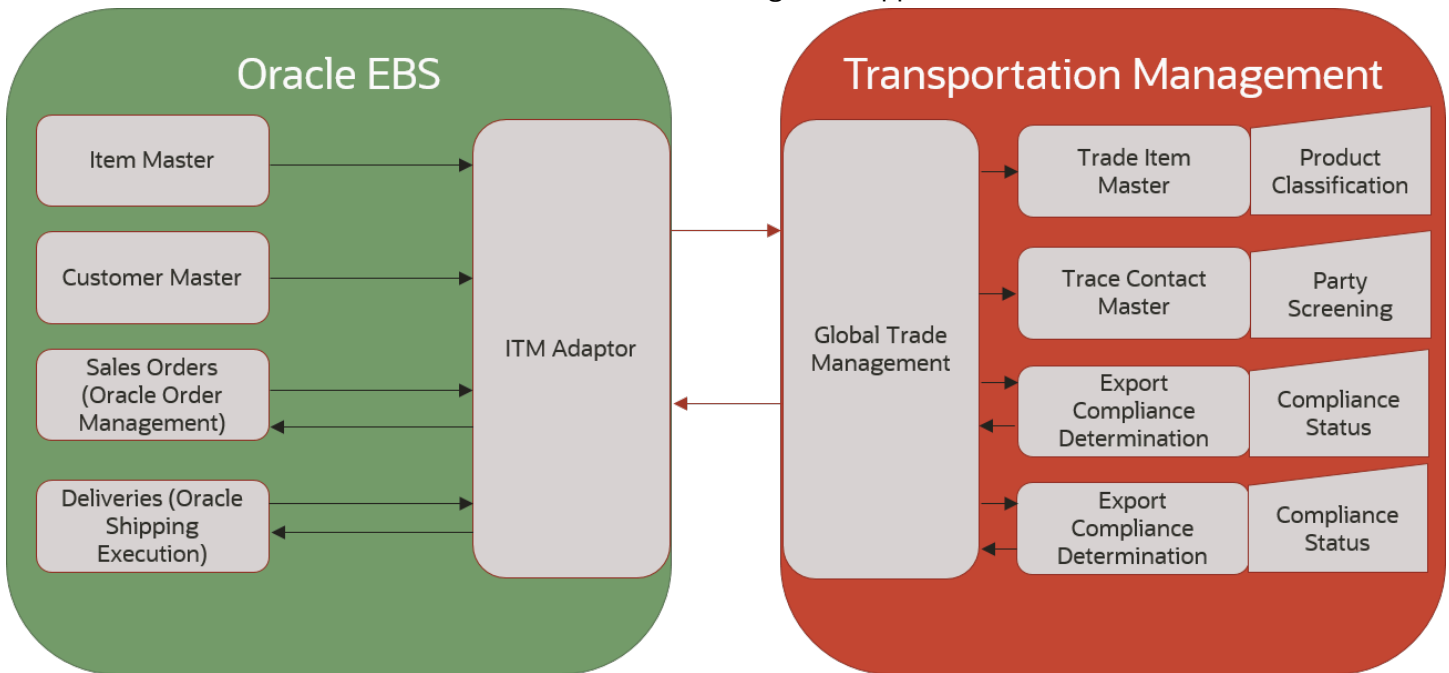 Oracle EBS
Item Master
Customer Master
Sales Orders
(Oracle Order
Management)
Deliveries (Oracle
Shipping
Execution)
ITM Adaptor
Transportation Management
Global Trade
Management
Trade Item
Master
Product
Classification
Trace Contact
Master
Party
Screening
Export
Compliance
Determination
Compliance
Status
Export
Compliance
Determination
Compliance
Status